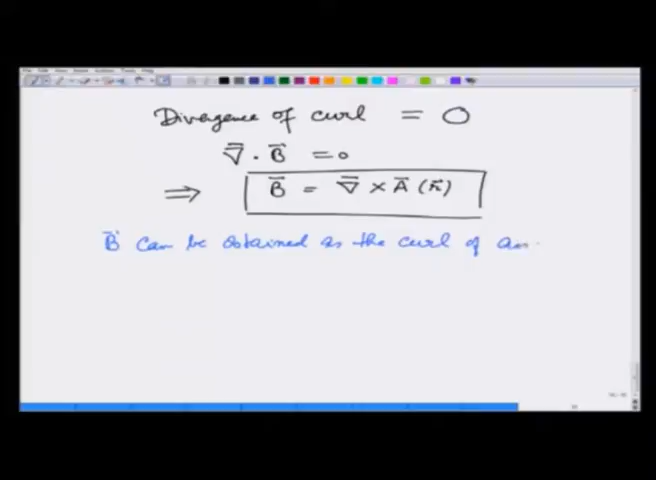 Divergence of curl = 0
∇⃗ · B⃗ = 0
⇒ B⃗ = ∇⃗ × A⃗ (r⃗)
B⃗ can be obtained as the curl of an